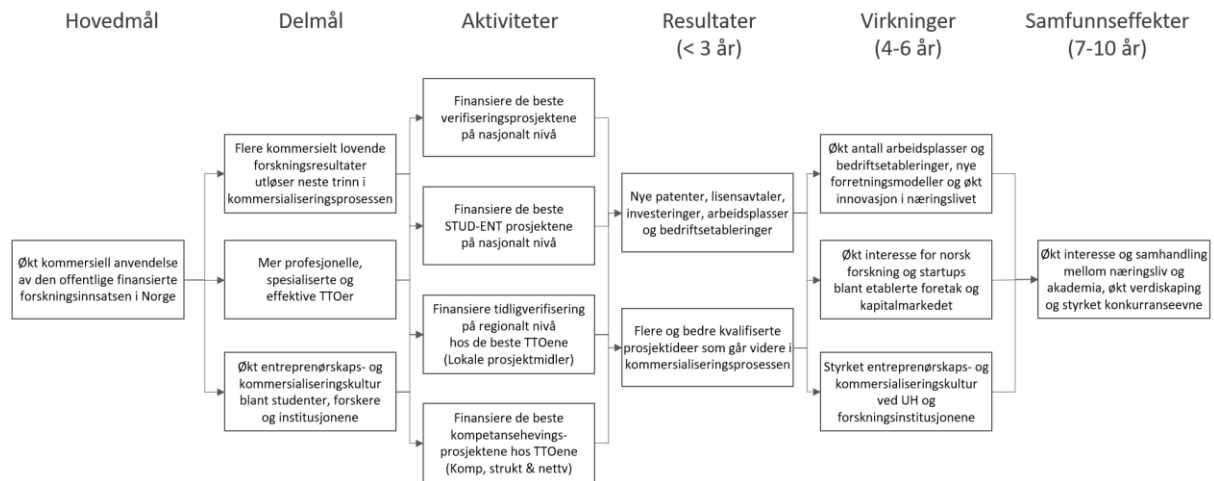 Hovedmål
Delmål
Aktiviteter
Resultater
(< 3 år)
Virkninger
(4-6 år)
Samfunnseffekter
(7-10 år)
Økt kommersiell anvendelse
av den offentlige finansierte
forskningsinnsatsen i Norge
Flere kommersielt lovende
forskningsresultater
utløser neste trinn i
kommersialiseringsprosessen
Mer profesjonelle,
spesialiserte og
effektive TTOer
Økt entreprenørskaps- og
kommersialiseringskultur
blant studenter, forskere
og institusjonene
Finansiere de beste
verifiseringsprosjektene
på nasjonalt nivå
Finansiere de beste
STUD-ENT prosjektene
på nasjonalt nivå
Finansiere tidligverifisering
på regionalt nivå
hos de beste TTOene
(Lokale prosjektmidler)
Finansiere de beste
kompetansehevings-
prosjektene hos TTOene
(Komp, strukt & nettv)
Nye patenter, lisensavtaler,
investeringer, arbeidsplasser
og bedriftsetableringer
Flere og bedre kvalifiserte
prosjektideer som går videre i
kommersialiseringsprosessen
Økt antall arbeidsplasser og
bedriftsetableringer, nye
forretningsmodeller og økt
innovasjon i næringslivet
Økt interesse for norsk
forskning og startups
blant etablerte foretak og
kapitalmarkedet
Styrket entreprenørskaps- og
kommersialiseringskultur
ved UH og
forskningsinstitusjonene
Økt interesse og samhandling
mellom næringsliv og
akademia, økt verdiskaping
og styrket konkurranseevne